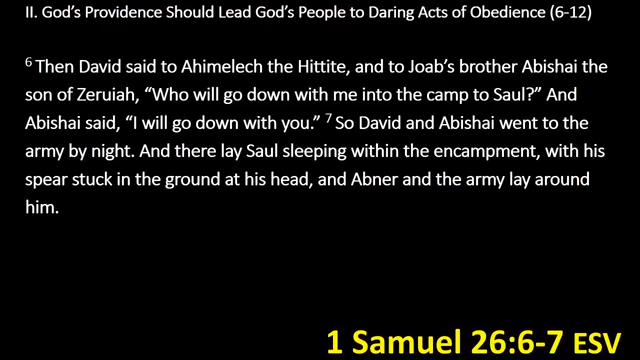 II. God’s Providence Should Lead God’s People to Daring Acts of Obedience (6-12)
6 Then David said to Ahimelech the Hittite, and to Joab’s brother Abishai the
son of Zeruiah, “Who will go down with me into the camp to Saul?” And
Abishai said, “I will go down with you.” 7 So David and Abishai went to the
army by night. And there lay Saul sleeping within the encampment, with his
spear stuck in the ground at his head, and Abner and the army lay around
him.
1 Samuel 26:6-7 ESV